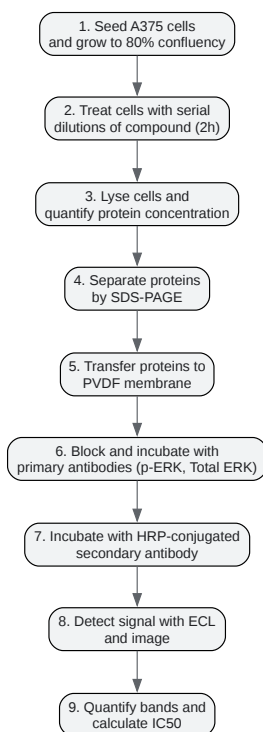 1. Seed A375 cells
and grow to 80% confluency
2. Treat cells with serial
dilutions of compound (2h)
3. Lyse cells and
quantify protein concentration
4. Separate proteins
by SDS-PAGE
5. Transfer proteins to
PVDF membrane
6. Block and incubate with
primary antibodies (p-ERK, Total ERK)
7. Incubate with HRP-conjugated
secondary antibody
8. Detect signal with ECL
and image
9. Quantify bands and
calculate IC50